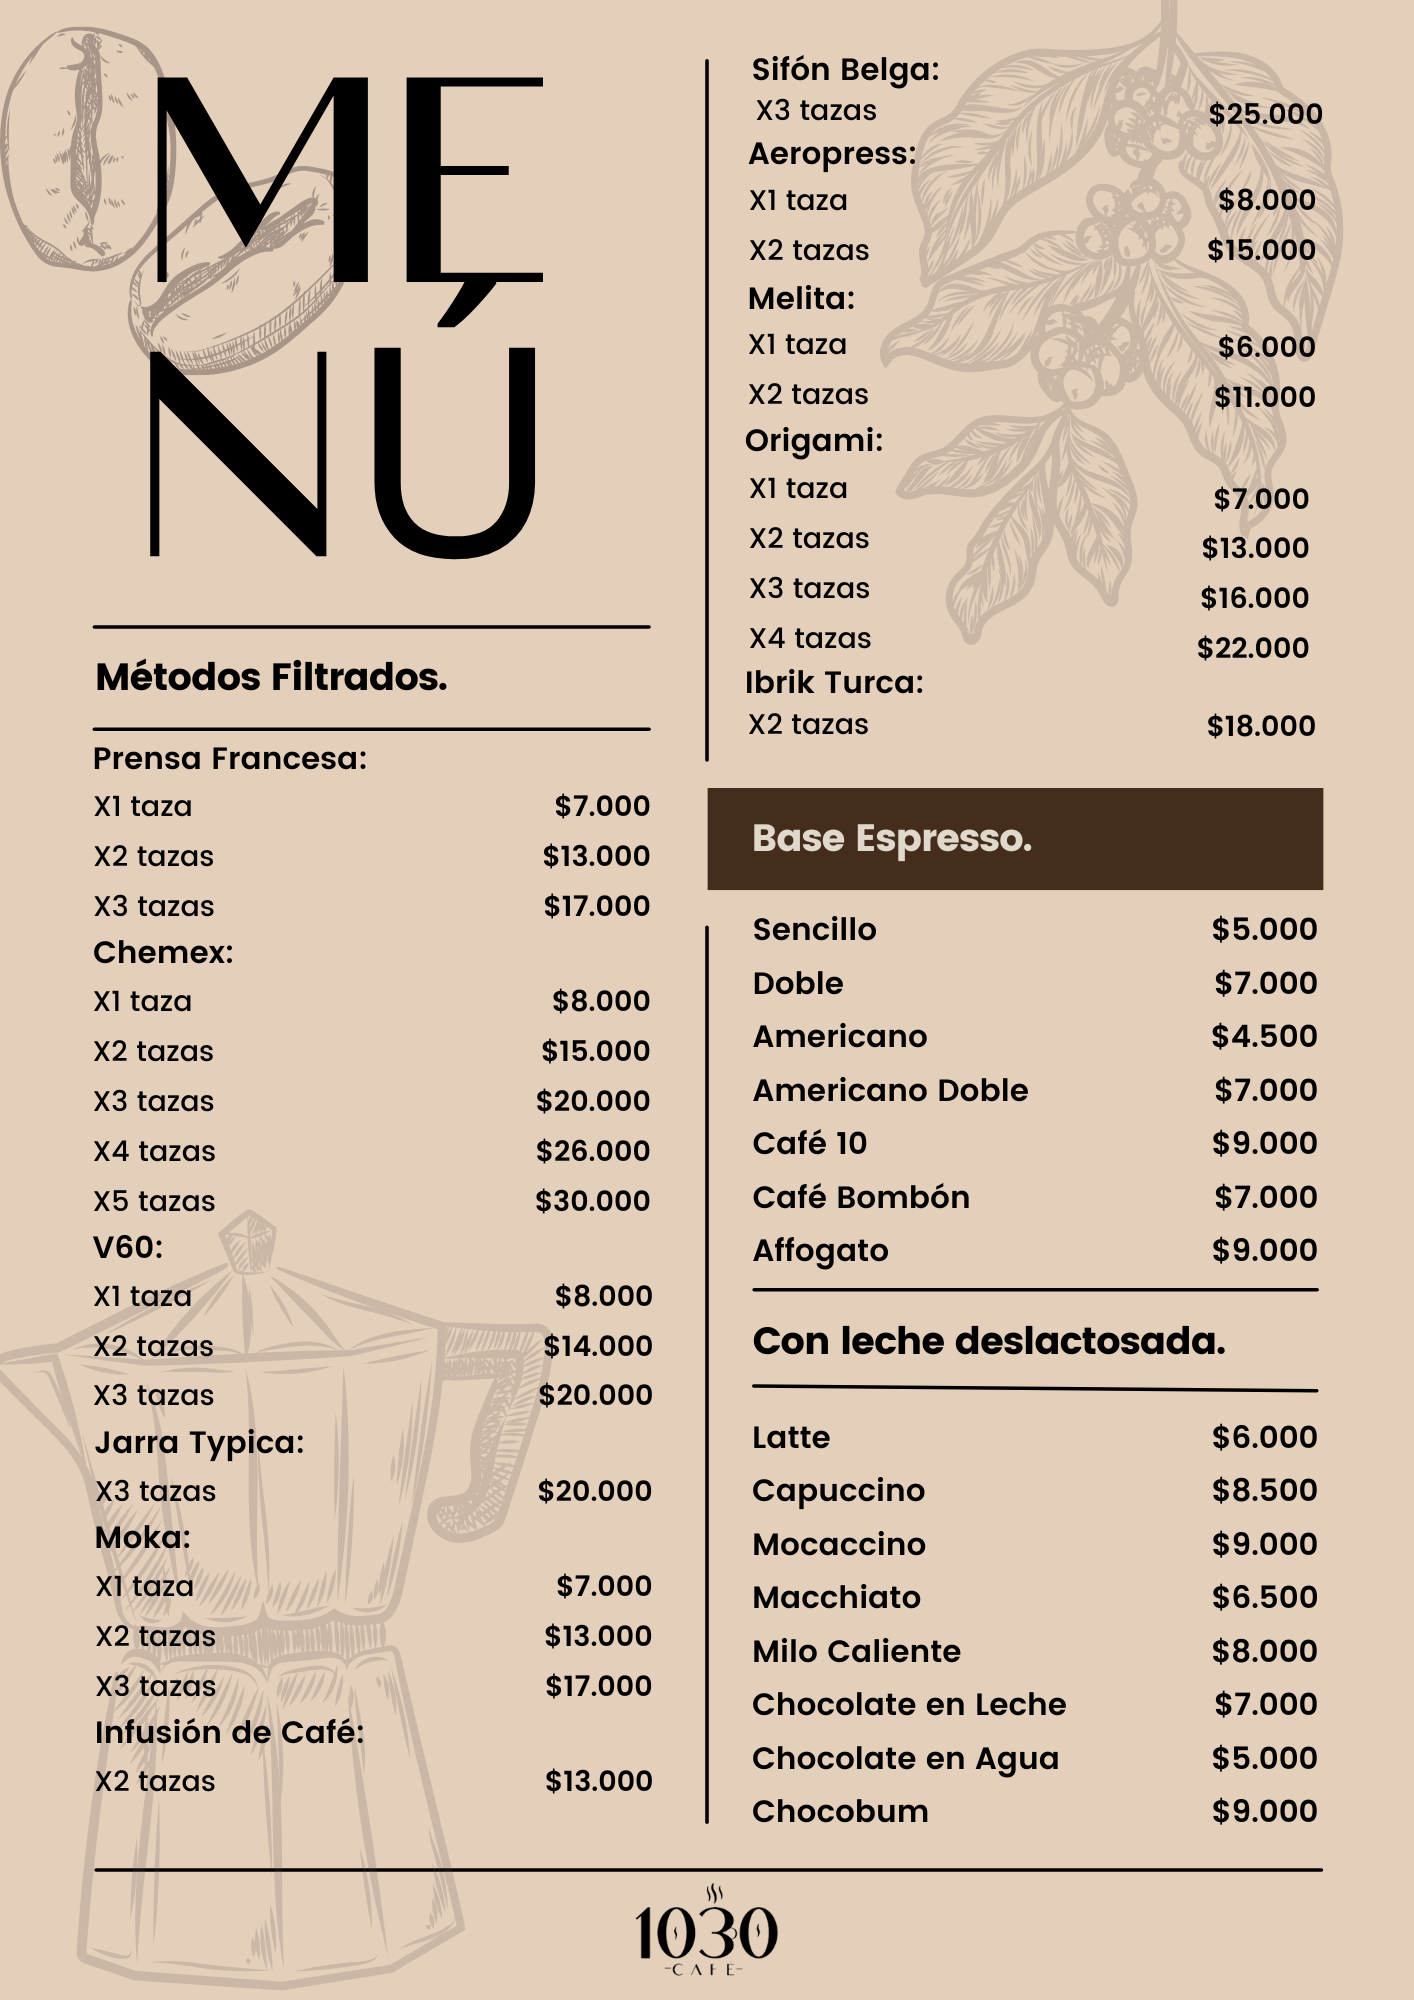 ME
NÚ
Métodos Filtrados.
Prensa Francesa:
X1 taza $7.000
X2 tazas $13.000
X3 tazas $17.000
Chemex:
X1 taza $8.000
X2 tazas $15.000
X3 tazas $20.000
X4 tazas $26.000
X5 tazas $30.000
V60:
X1 taza $8.000
X2 tazas $14.000
X3 tazas $20.000
Jarra Typica:
X3 tazas $20.000
Moka:
X1 taza $7.000
X2 tazas $13.000
X3 tazas $17.000
Infusión de Café:
X2 tazas $13.000
Sifón Belga:
X3 tazas $25.000
Aeropress:
X1 taza $8.000
X2 tazas $15.000
Melita:
X1 taza $6.000
X2 tazas $11.000
Origami:
X1 taza $7.000
X2 tazas $13.000
X3 tazas $16.000
X4 tazas $22.000
Ibrik Turca:
X2 tazas $18.000
Base Espresso.
Sencillo $5.000
Doble $7.000
Americano $4.500
Americano Doble $7.000
Café 10 $9.000
Café Bombón $7.000
Affogato $9.000
Con leche deslactosada.
Latte $6.000
Capuccino $8.500
Mocaccino $9.000
Macchiato $6.500
Milo Caliente $8.000
Chocolate en Leche $7.000
Chocolate en Agua $5.000
Chocobum $9.000
1030
-CAFE-